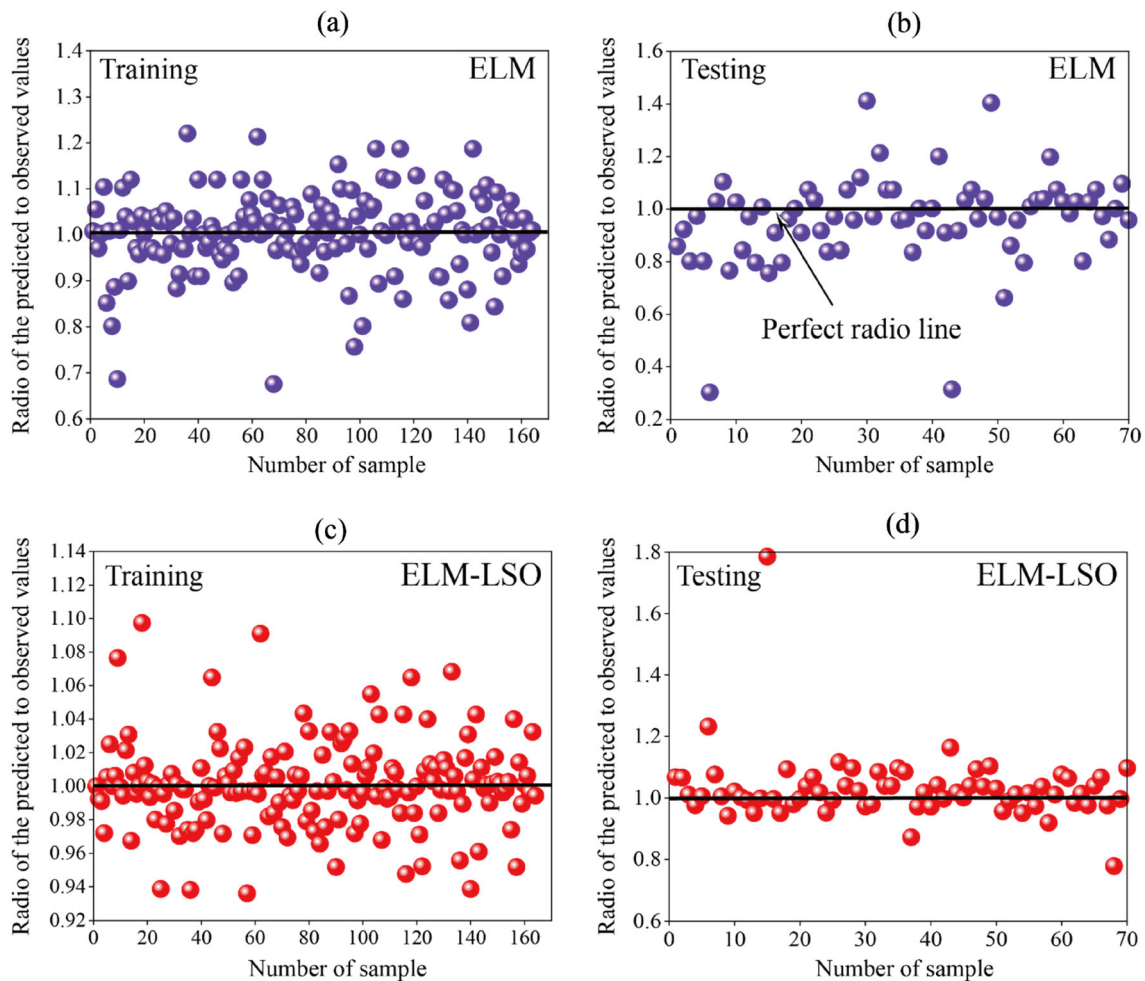 (a)
Training ELM
Radio of the predicted to observed values
1.4
1.3
1.2
1.1
1.0
0.9
0.8
0.7
0.6
0 20 40 60 80 100 120 140 160
Number of sample
(b)
Testing ELM
Radio of the predicted to observed values
1.6
1.4
1.2
1.0
0.8
0.6
0.4
0.2
Perfect radio line
0 10 20 30 40 50 60 70
Number of sample
(c)
Training ELM-LSO
Radio of the predicted to observed values
1.14
1.12
1.10
1.08
1.06
1.04
1.02
1.00
0.98
0.96
0.94
0.92
0 20 40 60 80 100 120 140 160
Number of sample
(d)
Testing ELM-LSO
Radio of the predicted to observed values
1.8
1.6
1.4
1.2
1.0
0.8
0.6
0 10 20 30 40 50 60 70
Number of sample